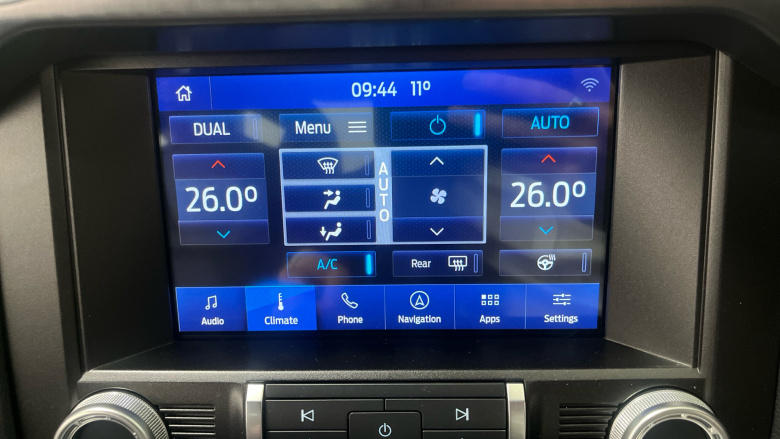 09:44 11º
DUAL
Menu
AUTO
26.0º
AUTO
26.0º
A/C
Rear
Audio
Climate
Phone
Navigation
Apps
Settings